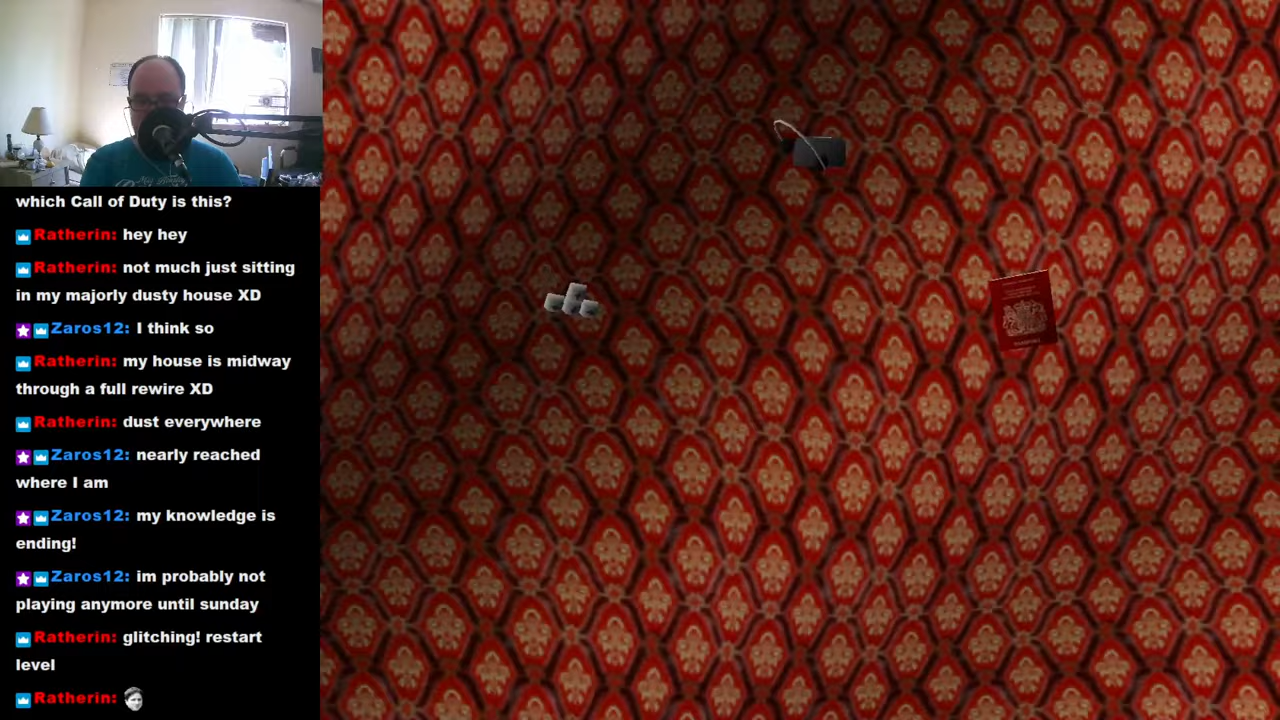 which Call of Duty is this?
Ratherin: hey hey
Ratherin: not much just sitting
in my majorly dusty house XD
Zaros12: I think so
Ratherin: my house is midway
through a full rewire XD
Ratherin: dust everywhere
Zaros12: nearly reached
where I am
Zaros12: my knowledge is
ending!
Zaros12: im probably not
playing anymore until sunday
Ratherin: glitching! restart
level
Ratherin: